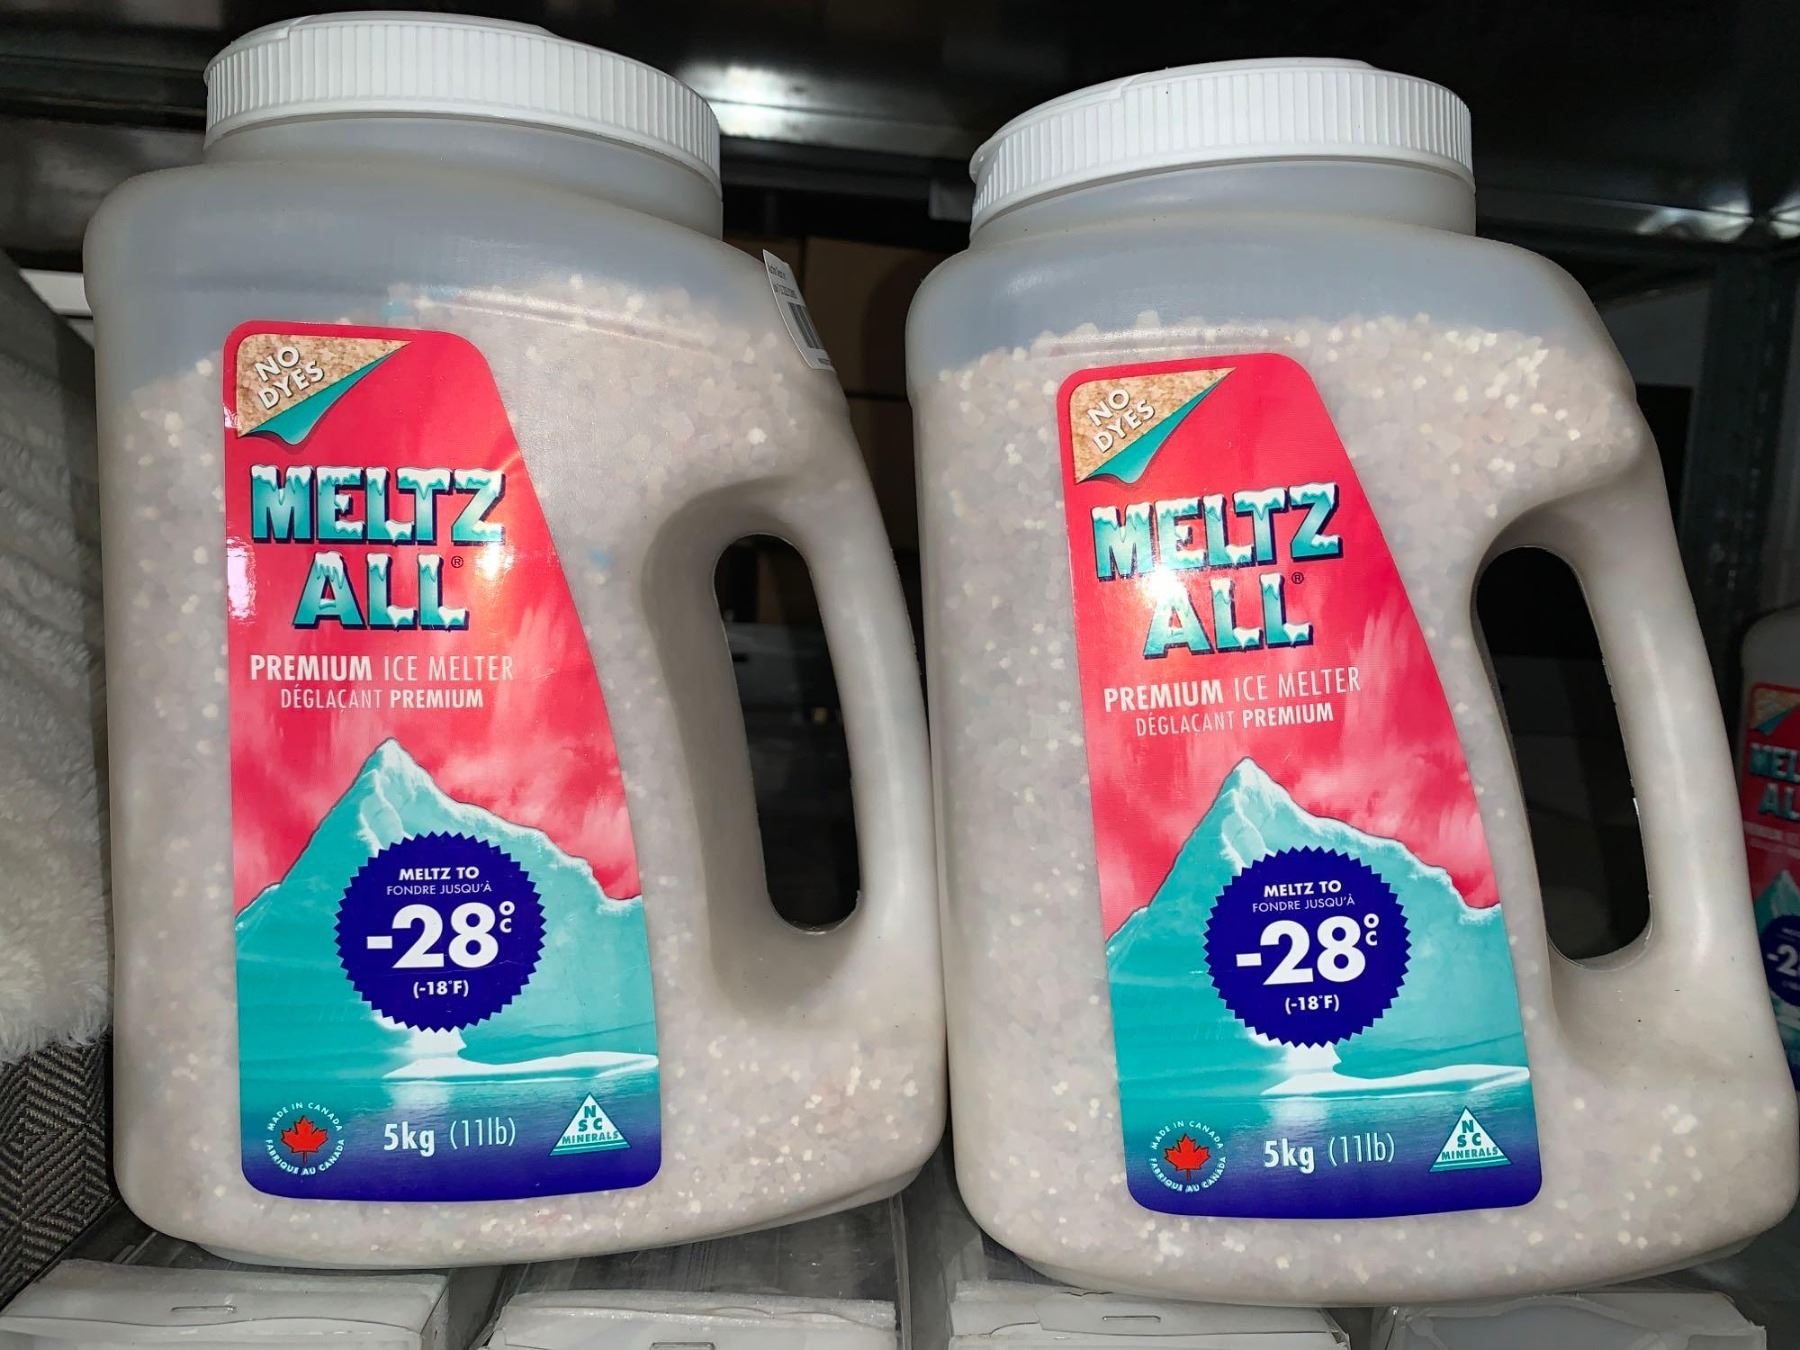 NO
DYES
MELTZ
ALL®
PREMIUM ICE MELTER
DÉGLAÇANT PREMIUM
MELTZ TO
FONDRE JUSQU'À
-28°C
(-18°F)
MADE IN CANADA
FABRIQUÉ AU CANADA
5kg (11lb)
N
SC
MINERALS
NO
DYES
MELTZ
ALL®
PREMIUM ICE MELTER
DÉGLAÇANT PREMIUM
MELTZ TO
FONDRE JUSQU'À
-28°C
(-18°F)
MADE IN CANADA
FABRIQUÉ AU CANADA
5kg (11lb)
N
SC
MINERALS